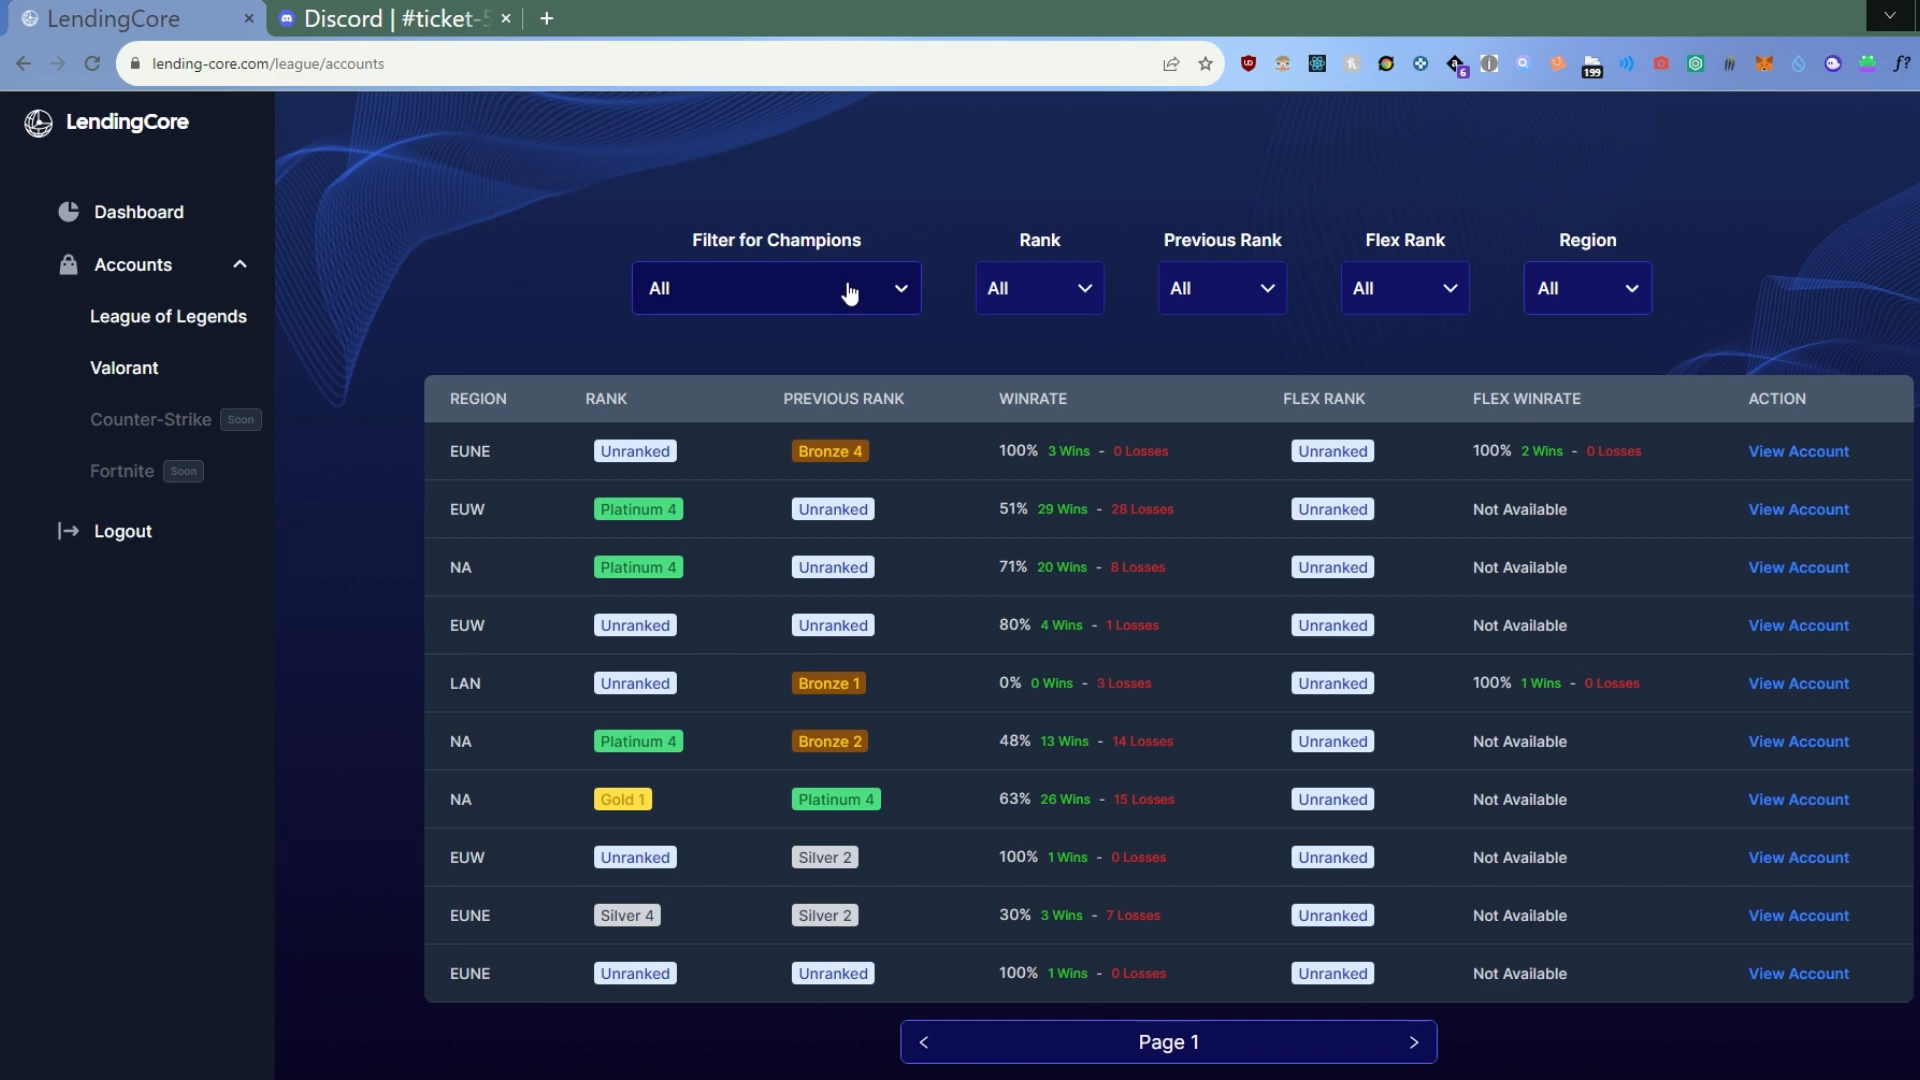 LendingCore
Discord | #ticket-
lending-core.com/league/accounts
6
199
f?
LendingCore
Dashboard
Accounts
League of Legends
Valorant
Counter-Strike Soon
Fortnite Soon
Logout
Filter for Champions Rank Previous Rank Flex Rank Region
All All All All All
REGION RANK PREVIOUS RANK WINRATE FLEX RANK FLEX WINRATE ACTION
EUNE Unranked Bronze 4 100% 3 Wins - 0 Losses Unranked 100% 2 Wins - 0 Losses View Account
EUW Platinum 4 Unranked 51% 29 Wins - 28 Losses Unranked Not Available View Account
NA Platinum 4 Unranked 71% 20 Wins - 8 Losses Unranked Not Available View Account
EUW Unranked Unranked 80% 4 Wins - 1 Losses Unranked Not Available View Account
LAN Unranked Bronze 1 0% 0 Wins - 3 Losses Unranked 100% 1 Wins - 0 Losses View Account
NA Platinum 4 Bronze 2 48% 13 Wins - 14 Losses Unranked Not Available View Account
NA Gold 1 Platinum 4 63% 26 Wins - 15 Losses Unranked Not Available View Account
EUW Unranked Silver 2 100% 1 Wins - 0 Losses Unranked Not Available View Account
EUNE Silver 4 Silver 2 30% 3 Wins - 7 Losses Unranked Not Available View Account
EUNE Unranked Unranked 100% 1 Wins - 0 Losses Unranked Not Available View Account
< Page 1 >